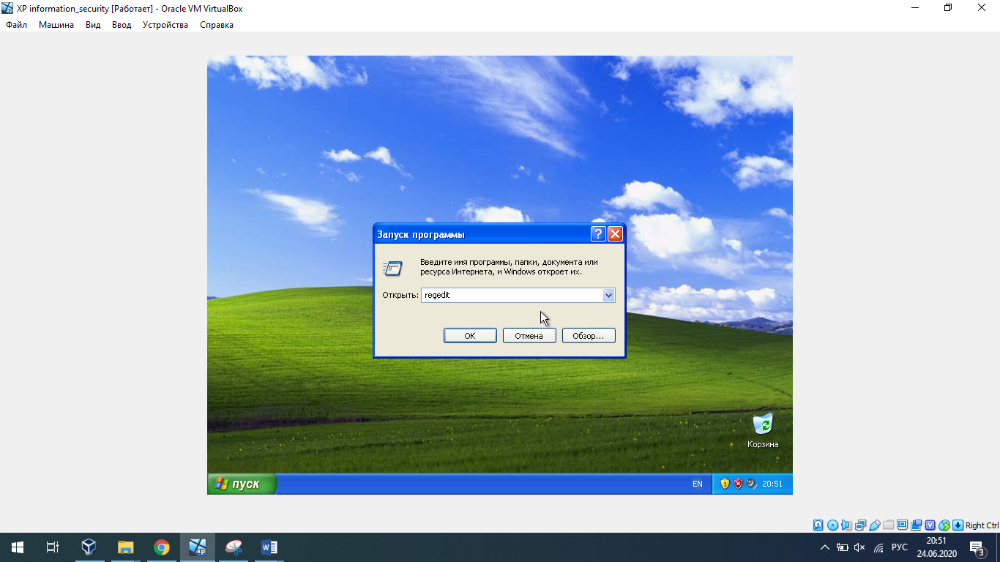 XP information_security [Работает] - Oracle VM VirtualBox
Файл Машина Вид Ввод Устройства Справка
Запуск программы
Введите имя программы, папки, документа или
ресурса Интернета, и Windows откроет их.
Открыть: regedit
ОК Отмена Обзор...
Корзина
пуск EN 20:51
Right Ctrl
xp W РУС 20:51
24.06.2020
3